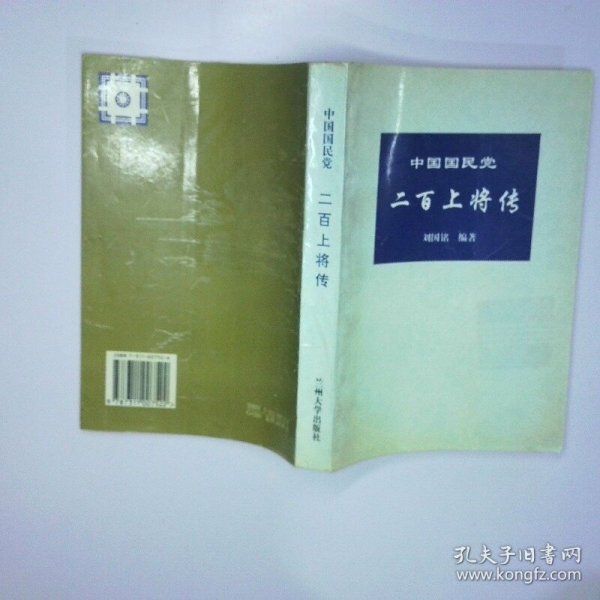 中国国民党
二百上将传
刘国铭 编著
中国国民党
二百上将传
兰州大学出版社
孔夫子旧书网
www.kongfz.com